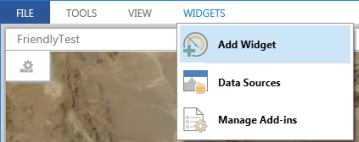 FILE TOOLS VIEW WIDGETS
FriendlyTest
Add Widget
Data Sources
Manage Add-ins